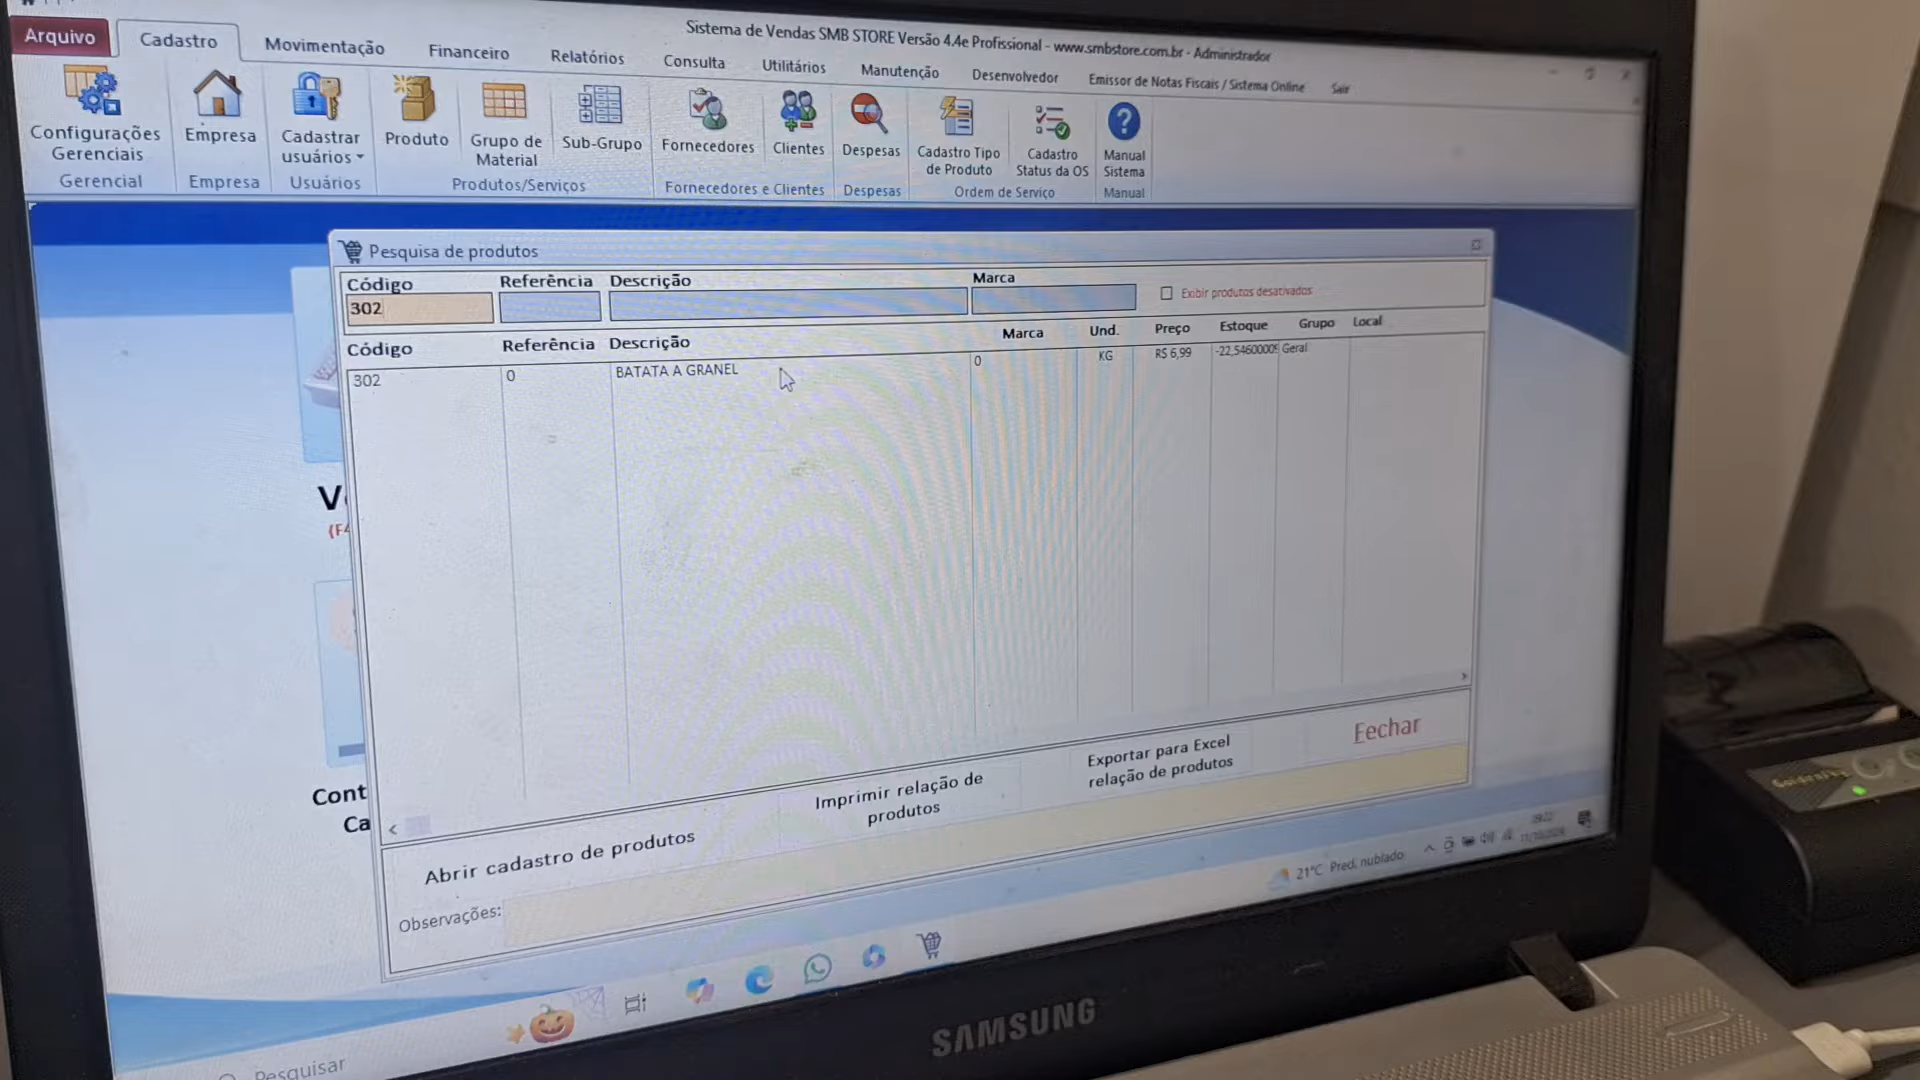 Sistema de Vendas SMB STORE Versão 4.4e Profissional - www.smbstore.com.br - Administrador
Arquivo Cadastro Movimentação Financeiro Relatórios Consulta Utilitários Manutenção Desenvolvedor Emissor de Notas Fiscais / Sistema Online Sair
Configurações Gerenciais
Empresa
Cadastrar usuários
Produto
Grupo de Material
Sub-Grupo
Fornecedores
Clientes
Despesas
Cadastro Tipo de Produto
Cadastro Status da OS
Manual Sistema
Gerencial Empresa Usuários Produtos/Serviços Fornecedores e Clientes Despesas Ordem de Serviço Manual
Pesquisa de produtos
Código Referência Descrição Marca
302 Exibir produtos desativados
Código Referência Descrição Marca Und. Preço Estoque Grupo Local
302 0 BATATA A GRANEL 0 KG R$ 6,99 -22,54600005 Geral
V
(F4
Cont
Ca
Abrir cadastro de produtos
Imprimir relação de
produtos
Exportar para Excel
relação de produtos
Fechar
Observações:
21°C Pred. nublado
Pesquisar
SAMSUNG